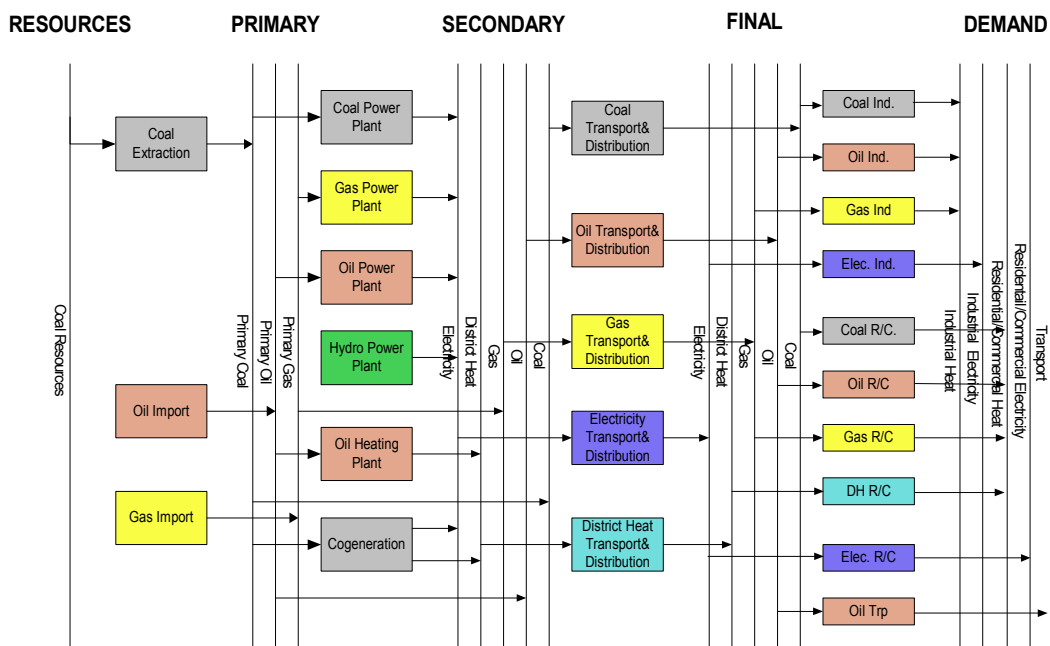 RESOURCES
PRIMARY
SECONDARY
FINAL
DEMAND
Coal Resources
Coal
Extraction
Oil Import
Gas Import
Primary Coal
Primary Oil
Primary Gas
Coal Power
Plant
Gas Power
Plant
Oil Power
Plant
Hydro Power
Plant
Oil Heating
Plant
Cogeneration
Electricity
District Heat
Gas
Oil
Coal
Coal
Transport&
Distribution
Oil Transport&
Distribution
Gas
Transport&
Distribution
Electricity
Transport&
Distribution
District Heat
Transport&
Distribution
Electricity
District Heat
Gas
Oil
Coal
Coal Ind.
Oil Ind.
Gas Ind
Elec. Ind.
Coal R/C.
Oil R/C
Gas R/C
DH R/C
Elec. R/C
Oil Trp
Industrial Heat
Industrial Electricity
Residential/Commercial Heat
Residentail/Commercial Electricity
Transport